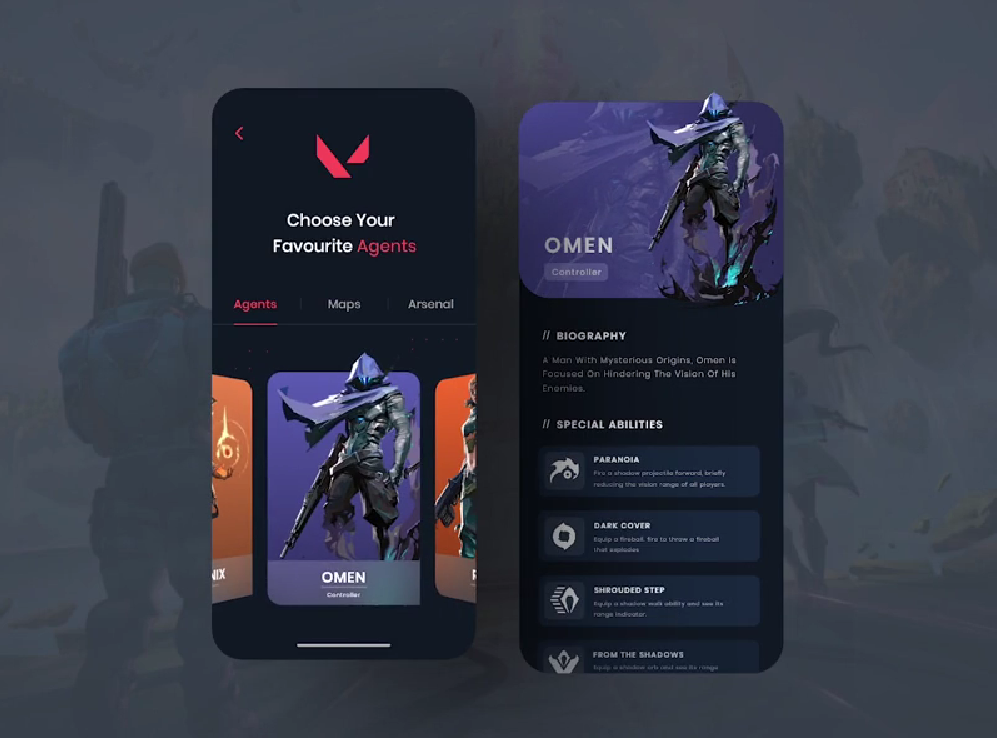 Choose Your
Favourite Agents
Agents
Maps
Arsenal
NIX
OMEN
Controller
R
OMEN
Controller
// BIOGRAPHY
A Man With Mysterious Origins, Omen Is
Focused On Hindering The Vision Of His
Enemies.
// SPECIAL ABILITIES
PARANOIA
Fire a shadow projectile forward, briefly
reducing the vision range of all players.
DARK COVER
Equip a fireball. fire to throw a fireball
that explodes
SHROUDED STEP
Equip a shadow walk ability and see its
range indicator.
FROM THE SHADOWS
Equip a shadow orb and see its range